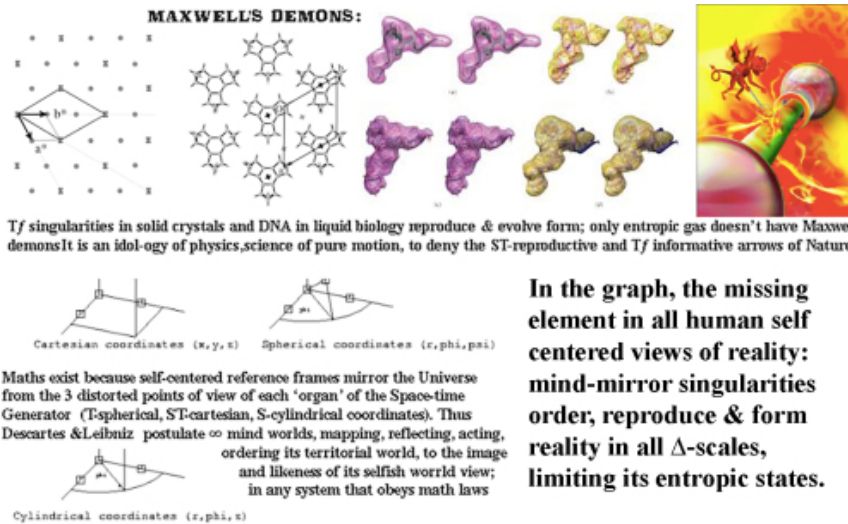 MAXWELL'S DEMONS:
b*
a*
(a)
(b)
(c)
(d)
Tf singularities in solid crystals and DNA in liquid biology reproduce & evolve form; only entropic gas doesn't have Maxwe
demonsIt is an idol-ogy of physics,science of pure motion, to deny the ST-reproductive and Tf informative arrows of Nature
Cartesian coordinates (x,y,z)
Spherical coordinates (r,phi,psi)
Maths exist because self-centered reference frames mirror the Universe
from the 3 distorted points of view of each 'organ' of the Space-time
Generator (T-spherical, ST-cartesian, S-cylindrical coordinates). Thus
Descartes &Leibniz postulate ∞ mind worlds, mapping, reflecting, acting,
ordering its territorial world, to the image
and likeness of its selfish worrld view;
in any system that obeys math laws
Cylindrical coordinates (r,phi,z)
In the graph, the missing
element in all human self
centered views of reality:
mind-mirror singularities
order, reproduce & form
reality in all Δ-scales,
limiting its entropic states.